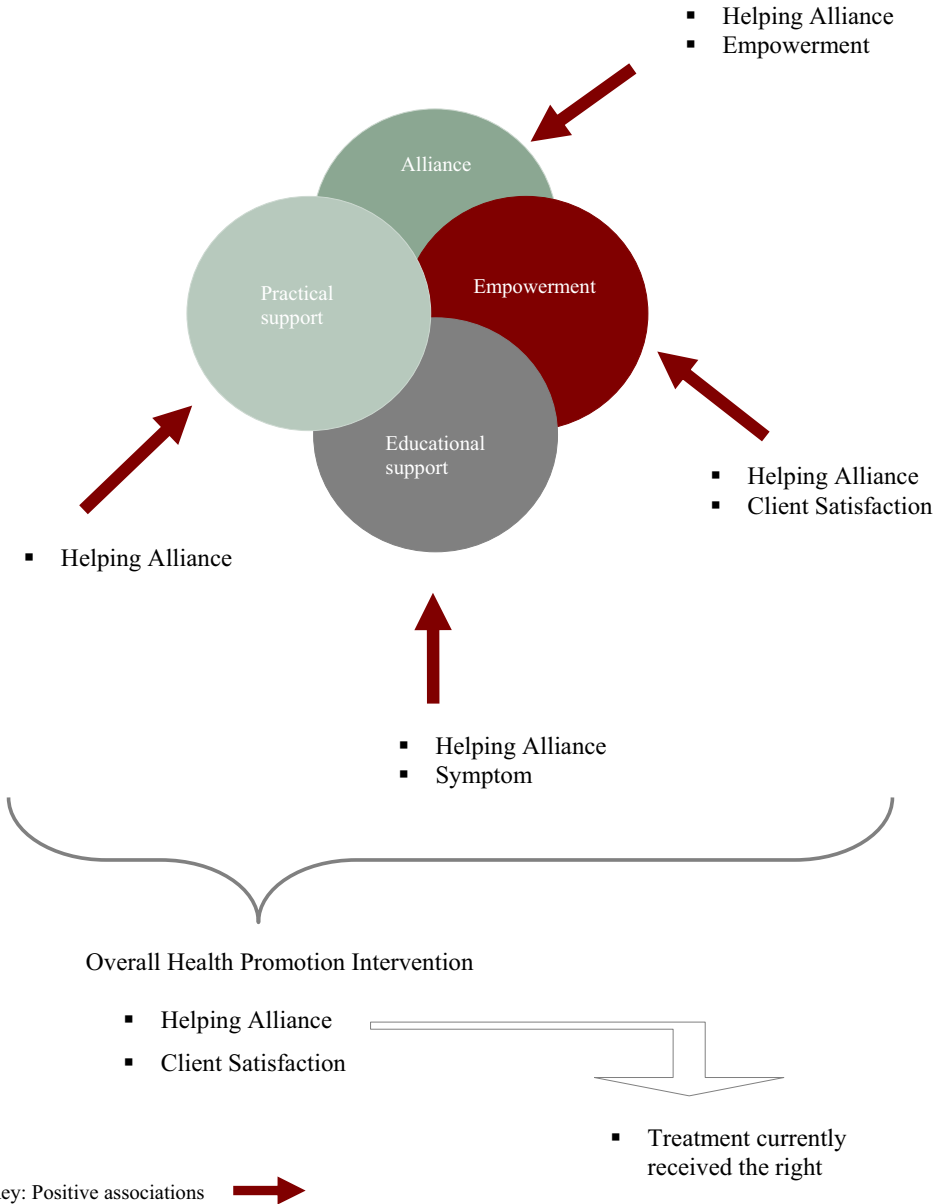 ▪ Helping Alliance
▪ Empowerment
Alliance
Practical
support
Empowerment
Educational
support
▪ Helping Alliance
▪ Client Satisfaction
▪ Helping Alliance
▪ Helping Alliance
▪ Symptom
Overall Health Promotion Intervention
▪ Helping Alliance
▪ Client Satisfaction
▪ Treatment currently
received the right
ey: Positive associations